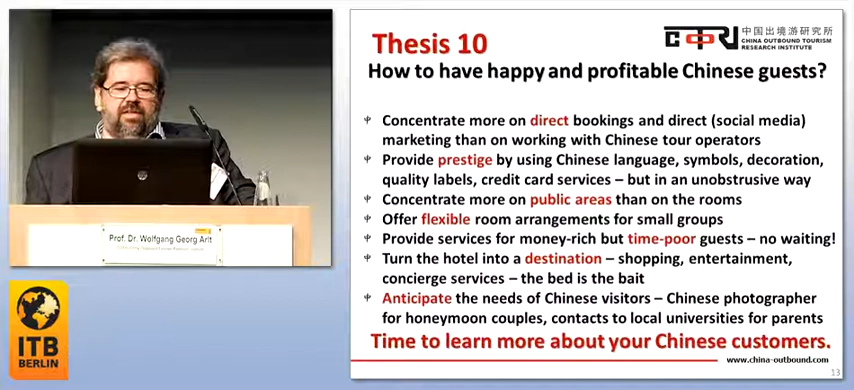 Prof. Dr. Wolfgang Georg Arlt
ITB
BERLIN
Thesis 10
CTRI
中国出境游研究所
CHINA OUTBOUND TOURISM
RESEARCH INSTITUTE
How to have happy and profitable Chinese guests?
Concentrate more on direct bookings and direct (social media)
marketing than on working with Chinese tour operators
Provide prestige by using Chinese language, symbols, decoration,
quality labels, credit card services – but in an unobstrusive way
Concentrate more on public areas than on the rooms
Offer flexible room arrangements for small groups
Provide services for money-rich but time-poor guests – no waiting!
Turn the hotel into a destination – shopping, entertainment,
concierge services – the bed is the bait
Anticipate the needs of Chinese visitors – Chinese photographer
for honeymoon couples, contacts to local universities for parents
Time to learn more about your Chinese customers.
www.china-outbound.com
13